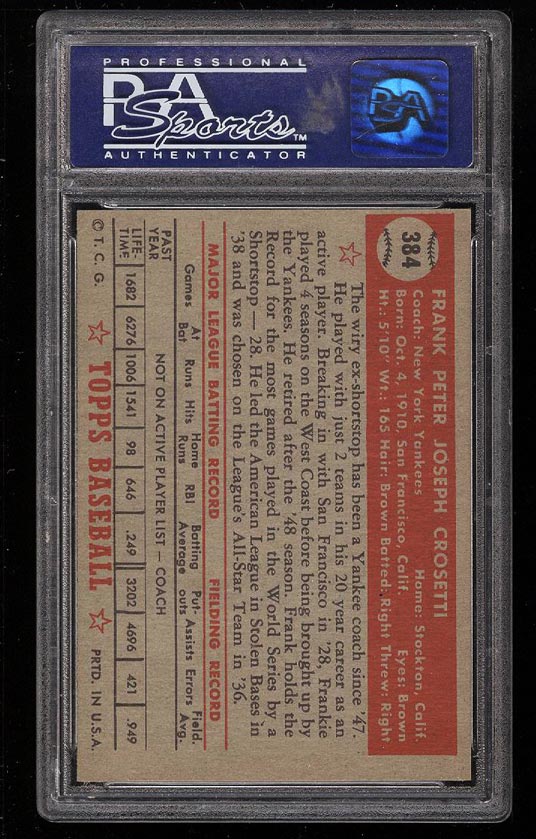 PROFESSIONAL
PSA
Sports™
AUTHENTICATOR
PSA
384
FRANK PETER JOSEPH CROSETTI
Coach: New York Yankees Home: Stockton, Calif.
Born: Oct. 4, 1910, San Francisco, Calif. Eyes: Brown
Ht.: 5'10" Wt.: 165 Hair: Brown Batted: Right Threw: Right
The wiry ex-shortstop has been a Yankee coach since '47.
He played with just 2 teams in his 20 year career as an
active player. Breaking in with San Francisco in '28, Frankie
played 4 seasons on the West Coast before being brought up by
the Yankees. He retired after the '48 season. Frank holds the
Record for the most games played in the World Series by a
Shortstop — 28. He led the American League in Stolen Bases in
'38 and was chosen on the League's All-Star Team in '36.
MAJOR LEAGUE BATTING RECORD FIELDING RECORD
Games At Bat Runs Hits Home Runs RBI Batting Average Put-outs Assists Errors Field. Avg.
PAST YEAR NOT ON ACTIVE PLAYER LIST — COACH
LIFE-TIME 1682 6276 1006 1541 98 646 .249 3202 4696 421 .949
© T. C. G. TOPPS BASEBALL PRTD. IN U.S.A.